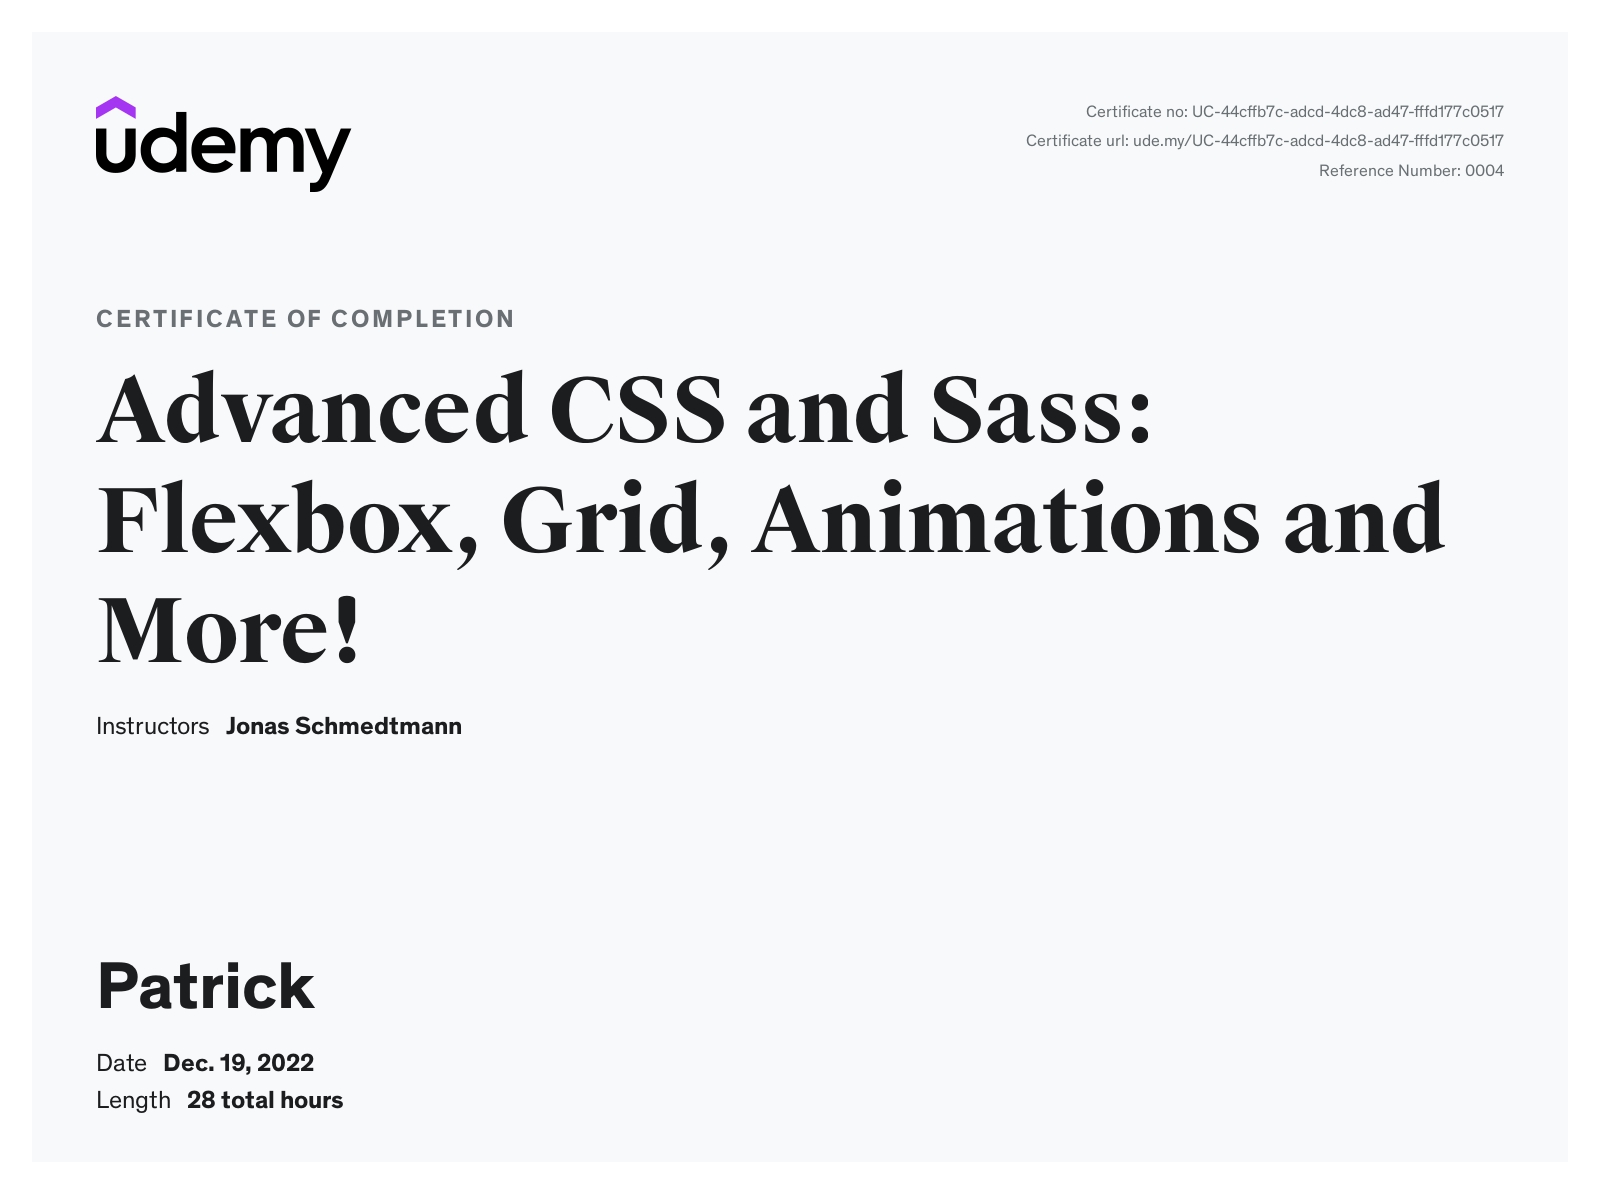 udemy
Certificate no: UC-44cffb7c-adcd-4dc8-ad47-fffd177c0517
Certificate url: ude.my/UC-44cffb7c-adcd-4dc8-ad47-fffd177c0517
Reference Number: 0004
CERTIFICATE OF COMPLETION
Advanced CSS and Sass:
Flexbox, Grid, Animations and
More!
Instructors Jonas Schmedtmann
Patrick
Date Dec. 19, 2022
Length 28 total hours